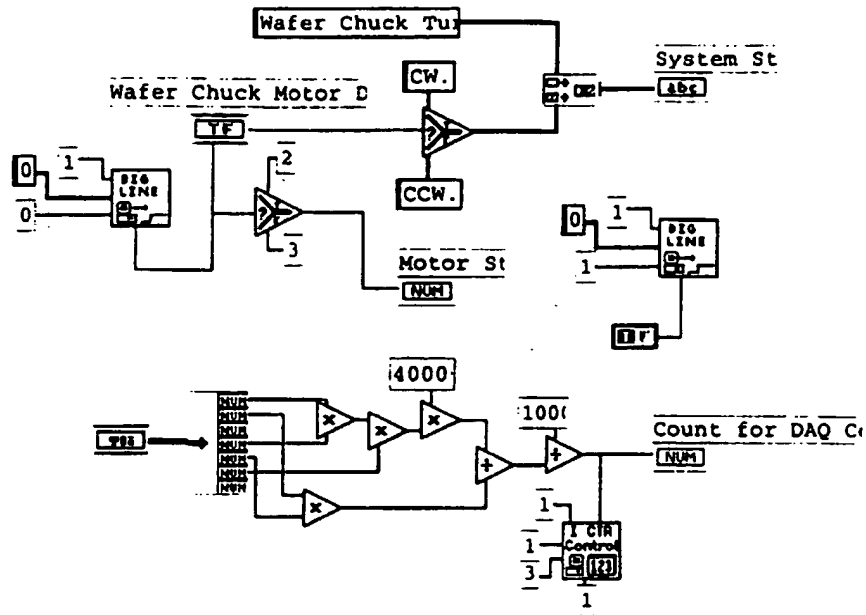 Wafer Chuck Tur
System St
abc
CW.
Wafer Chuck Motor D
TF
1
0
0
DIG
LINE
2
3
CCW.
Motor St
NUM
0
1
1
DIG
LINE
F
4000
100
Count for DAQ Co
NUM
NUM
NUM
NUM
NUM
NUM
NUM
NUM
x
x
x
x
+
÷
1
1
3
I CTR
Control
123
1